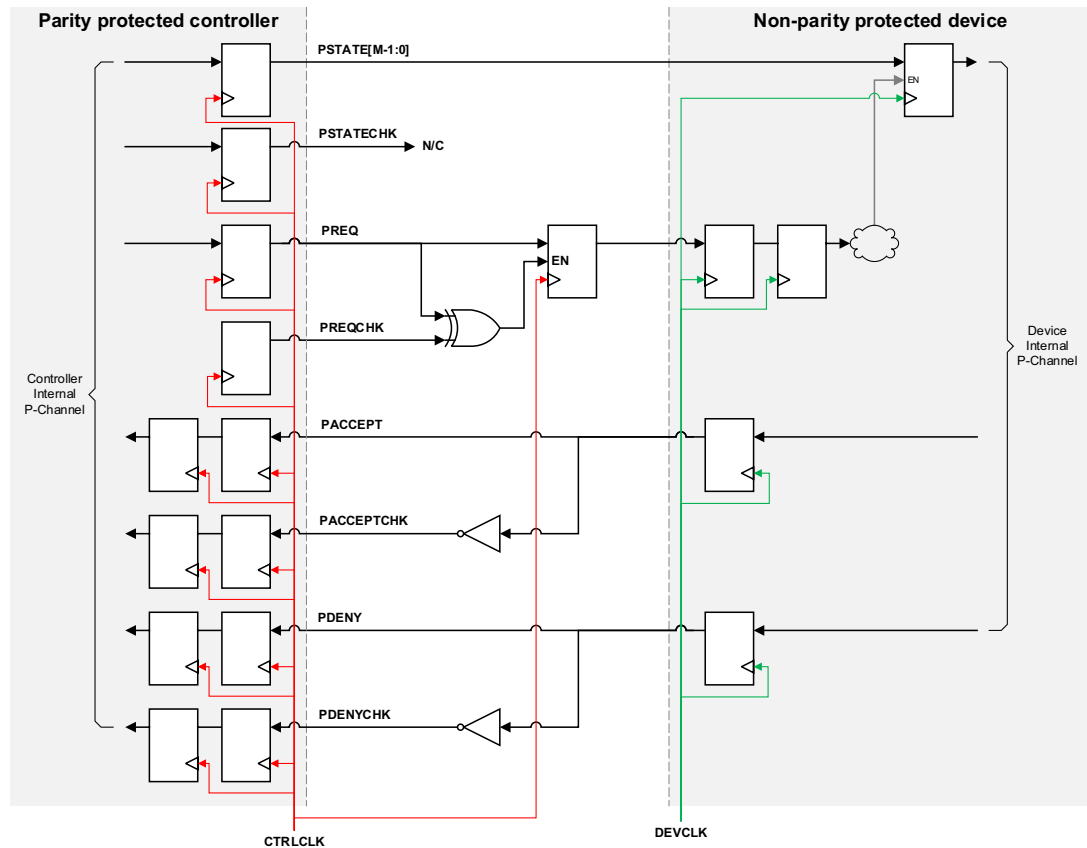 Parity protected controller
Non-parity protected device
PSTATE[M-1:0]
EN
PSTATECHK
N/C
PREQ
EN
PREQCHK
Controller
Internal
P-Channel
Device
Internal
P-Channel
PACCEPT
PACCEPTCHK
PDENY
PDENYCHK
CTRLCLK
DEVCLK